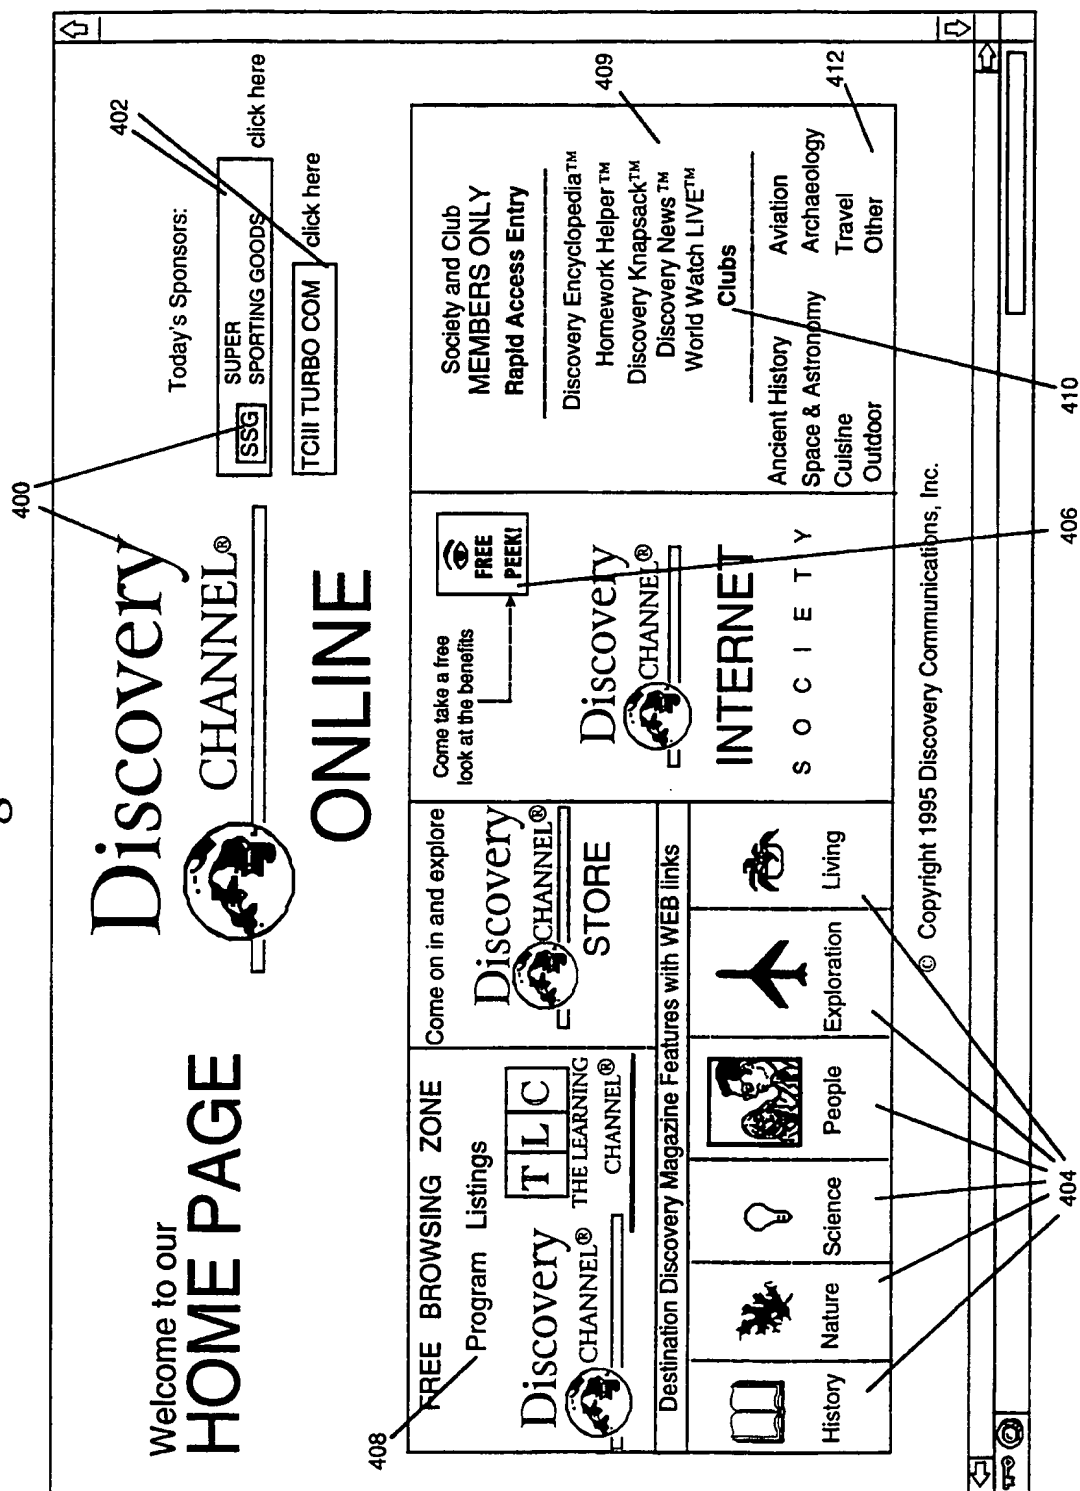 Welcome to our
HOME PAGE
Discovery
CHANNEL®
ONLINE
400
Today's Sponsors:
402
SSG
SUPER
SPORTING GOODS
click here
TCIII TURBO COM
click here
408
FREE BROWSING ZONE
Program Listings
Discovery
CHANNEL®
T L C
THE LEARNING
CHANNEL®
Come on in and explore
Discovery
CHANNEL®
STORE
Destination Discovery Magazine Features with WEB links
History
Nature
Science
People
Exploration
Living
404
Come take a free
look at the benefits
FREE
PEEK!
Discovery
CHANNEL®
INTERNET
SOCIETY
406
Society and Club
MEMBERS ONLY
Rapid Access Entry
Discovery Encyclopedia™
Homework Helper™
Discovery Knapsack™
Discovery News™
World Watch LIVE™
409
Clubs
410
Ancient History Aviation
Space & Astronomy Archaeology
Cuisine Travel
Outdoor Other
412
© Copyright 1995 Discovery Communications, Inc.